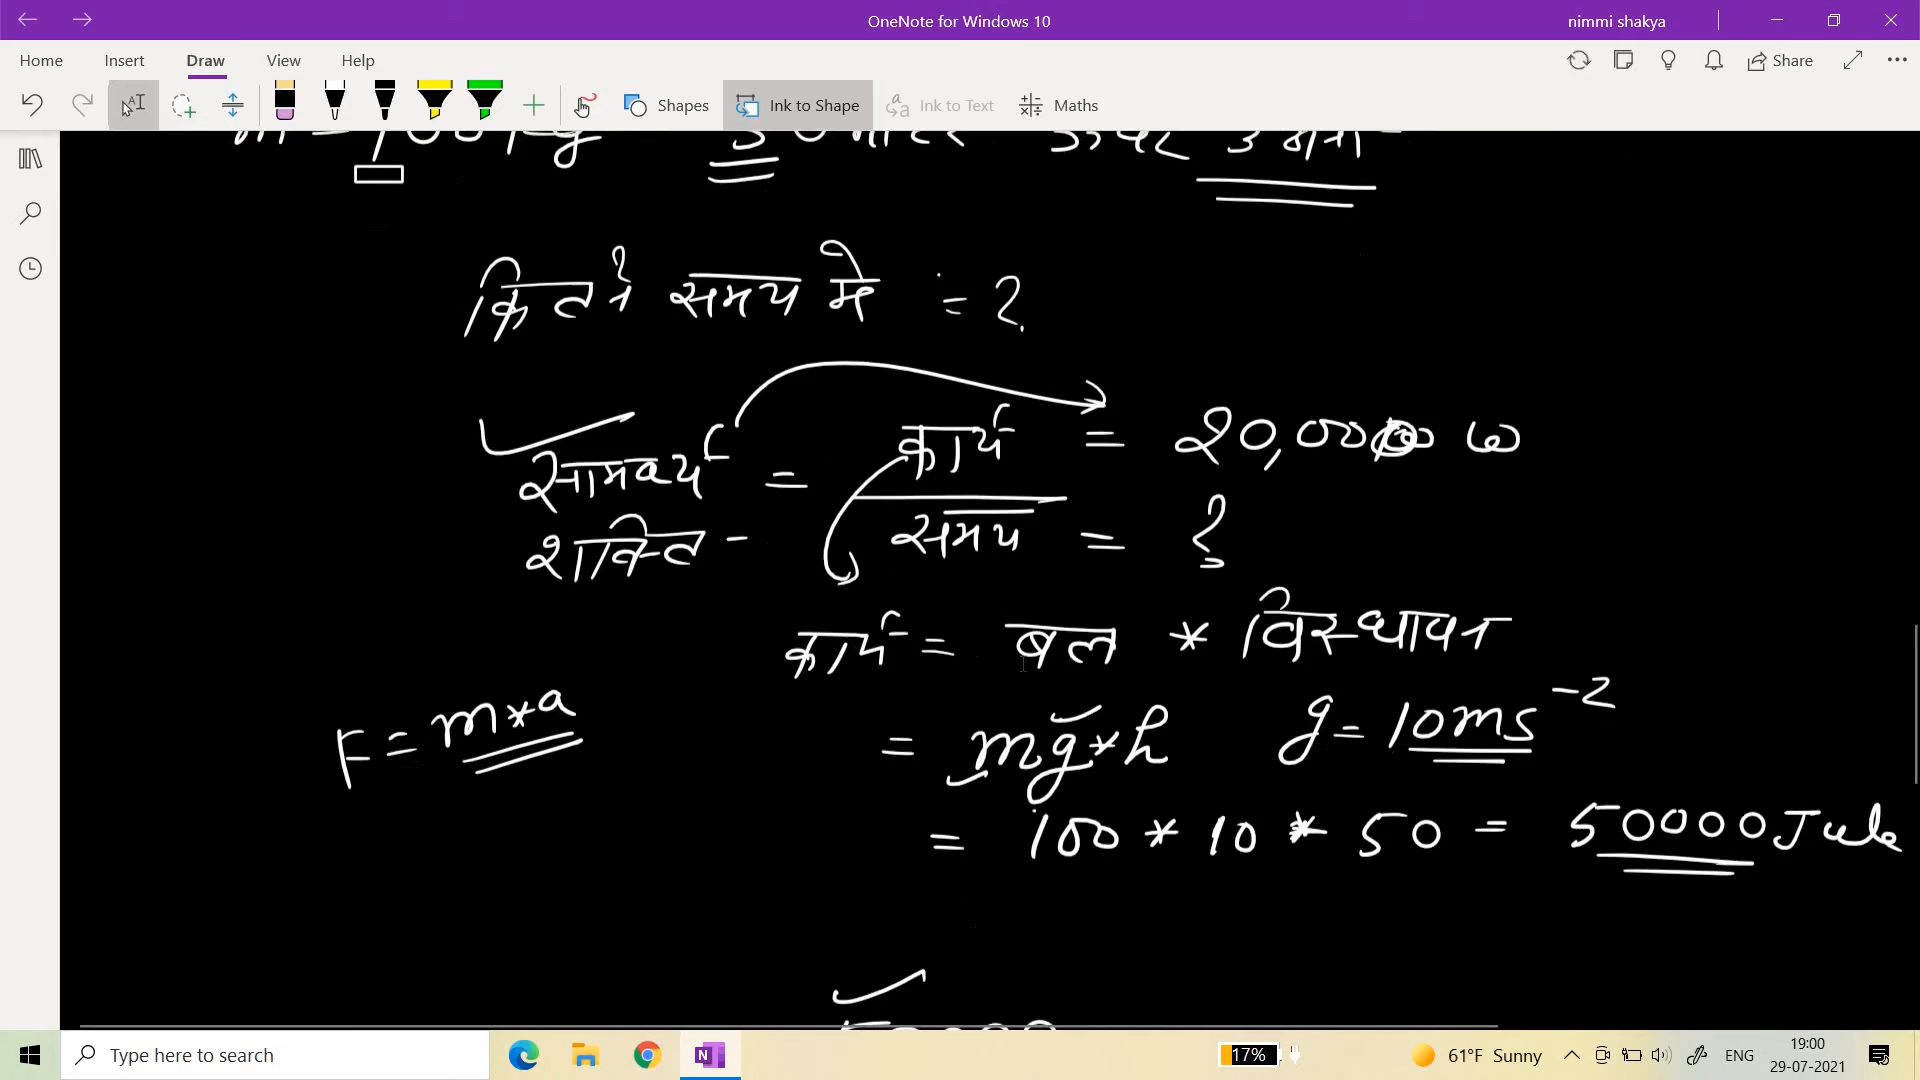 OneNote for Windows 10
nimmi shakya
Home Insert Draw View Help
Share
Shapes Ink to Shape Ink to Text Maths
कितने समय में = ?
सामर्थ्य = कार्य = 20,000 w
शक्ति - समय = ?
कार्य = बल * विस्थापन
F = m*a
= mg*h g = 10ms⁻²
= 100 * 10 * 50 = 50000 Jule
Type here to search
17%
61°F Sunny
ENG
19:00
29-07-2021